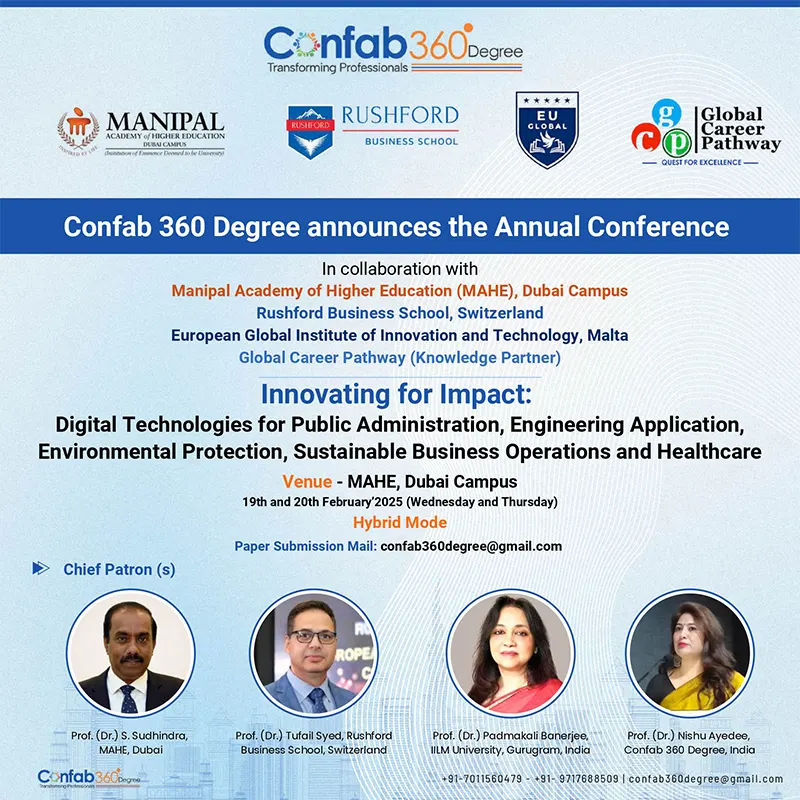 Confab 360 Degree
Transforming Professionals
MANIPAL
ACADEMY of HIGHER EDUCATION
DUBAI CAMPUS
(Institution of Eminence Deemed to be University)
INSPIRED BY LIFE
RUSHFORD
RUSHFORD
BUSINESS SCHOOL
EU
GLOBAL
g c p
Global
Career
Pathway
QUEST FOR EXCELLENCE
Confab 360 Degree announces the Annual Conference
In collaboration with
Manipal Academy of Higher Education (MAHE), Dubai Campus
Rushford Business School, Switzerland
European Global Institute of Innovation and Technology, Malta
Global Career Pathway (Knowledge Partner)
Innovating for Impact:
Digital Technologies for Public Administration, Engineering Application,
Environmental Protection, Sustainable Business Operations and Healthcare
Venue - MAHE, Dubai Campus
19th and 20th February'2025 (Wednesday and Thursday)
Hybrid Mode
Paper Submission Mail: confab360degree@gmail.com
Chief Patron (s)
Prof. (Dr.) S. Sudhindra,
MAHE, Dubai
Prof. (Dr.) Tufail Syed, Rushford
Business School, Switzerland
Prof. (Dr.) Padmakali Banerjee,
IILM University, Gurugram, India
Prof. (Dr.) Nishu Ayedee,
Confab 360 Degree, India
Confab 360 Degree
Transforming Professionals
+91-7011560479 - +91- 9717688509 | confab360degree@gmail.com